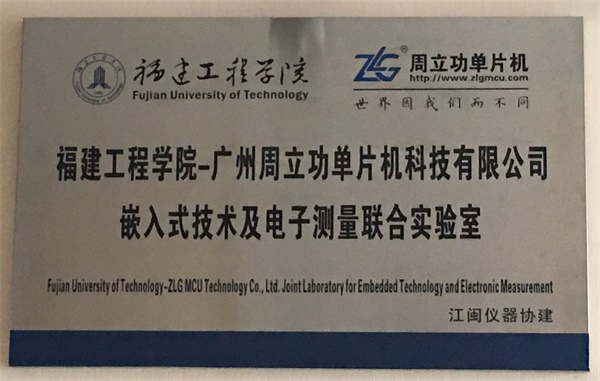 福建工程学院
Fujian University of Technology
ZLG® 周立功单片机
http://www.zlgmcu.com
世界因我们而不同
福建工程学院-广州周立功单片机科技有限公司
嵌入式技术及电子测量联合实验室
Fujian University of Technology-ZLG MCU Technology Co., Ltd. Joint Laboratory for Embedded Technology and Electronic Measurement
江闽仪器协建